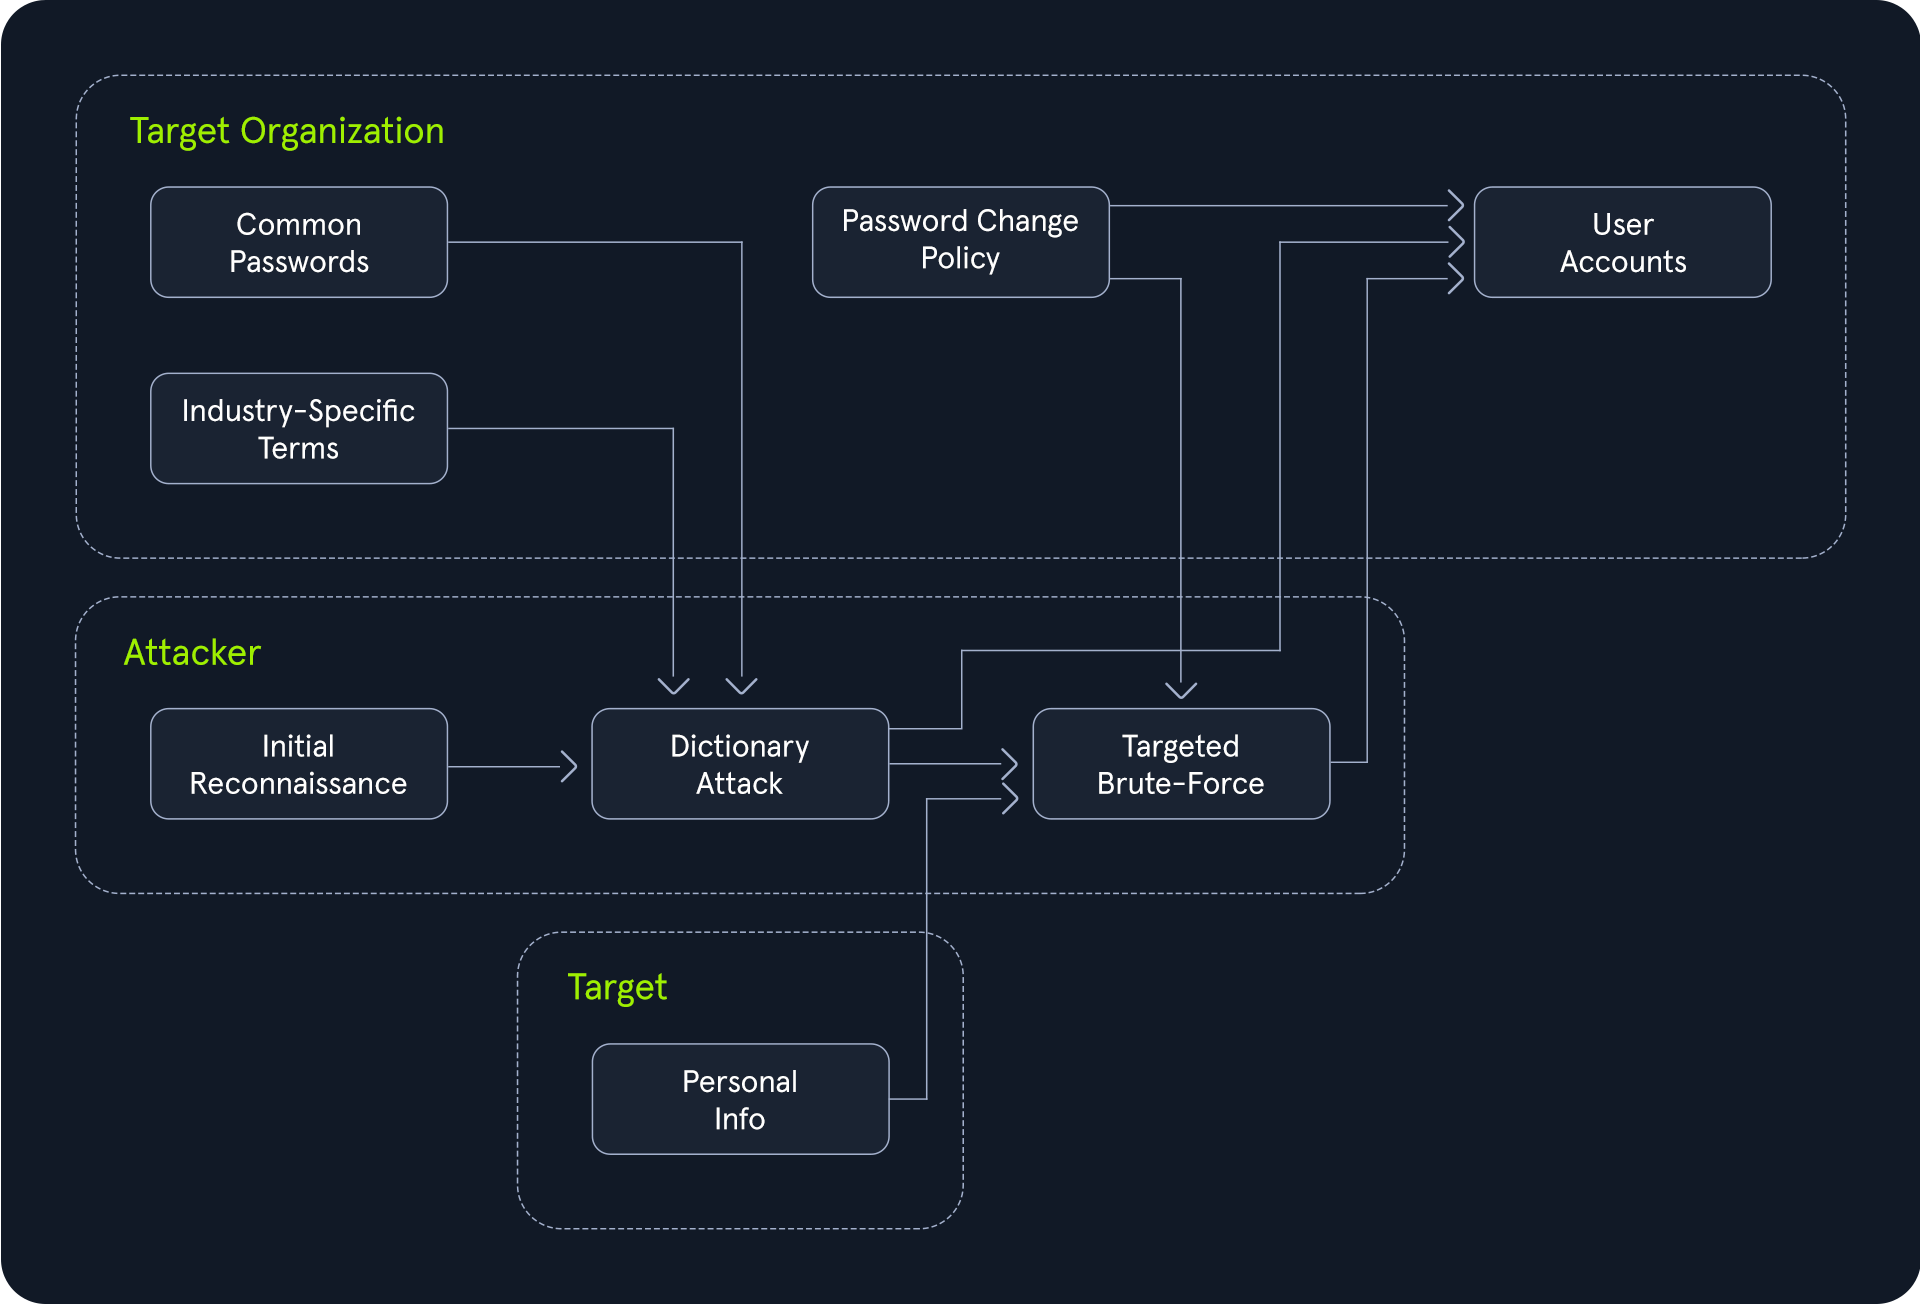 Target Organization
Common
Passwords
Password Change
Policy
User
Accounts
Industry-Specific
Terms
Attacker
Initial
Reconnaissance
Dictionary
Attack
Targeted
Brute-Force
Target
Personal
Info